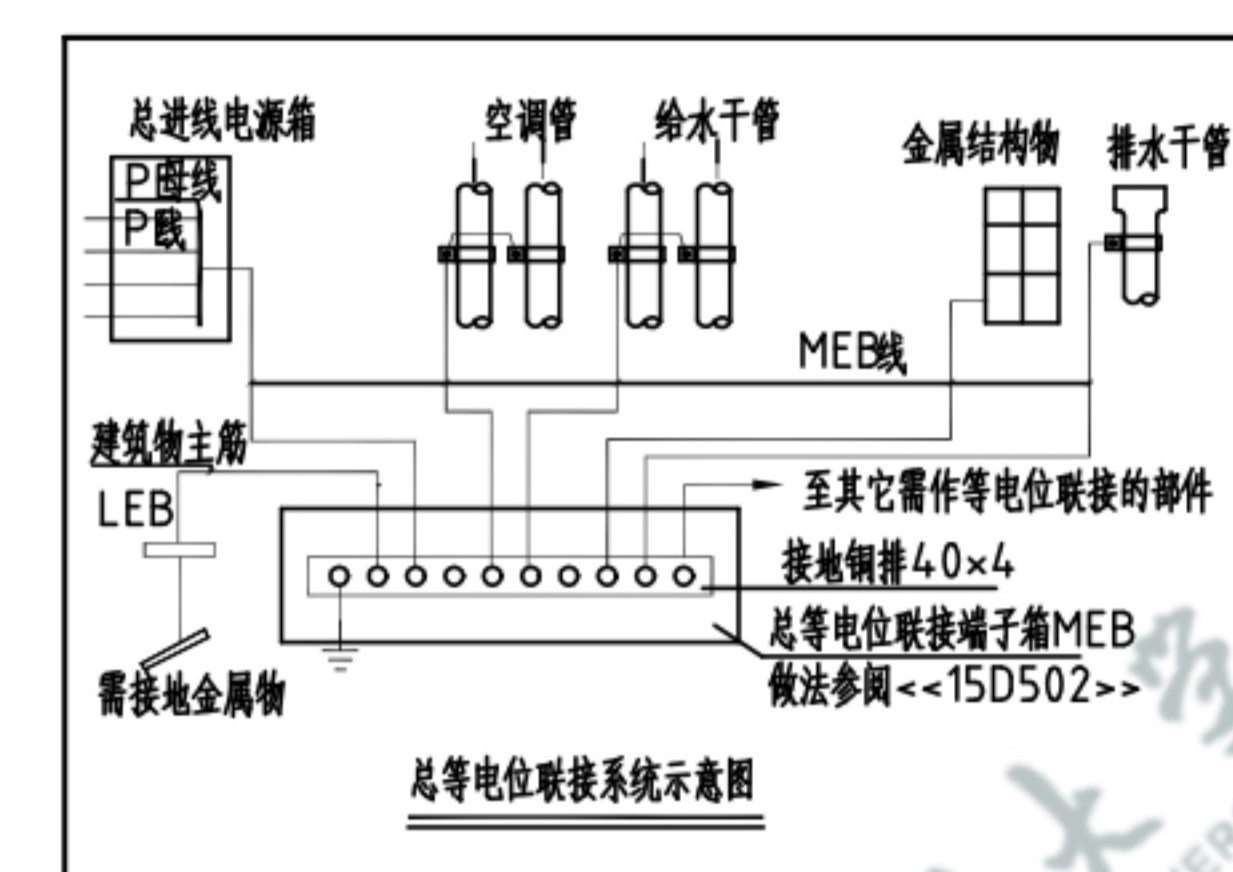 总进线电源箱
空调管
给水干管
金属结构物
排水干管
PE母线
PE线
MEB线
建筑物主筋
LEB
至其它需作等电位联接的部件
接地铜排40×4
总等电位联接端子箱MEB
做法参阅<<15D502>>
需接地金属物
总等电位联接系统示意图